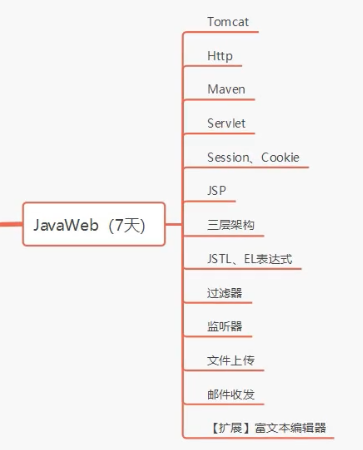 Tomcat
Http
Maven
Servlet
Session、Cookie
JSP
JavaWeb（7天）
三层架构
JSTL、EL表达式
过滤器
监听器
文件上传
邮件收发
【扩展】富文本编辑器